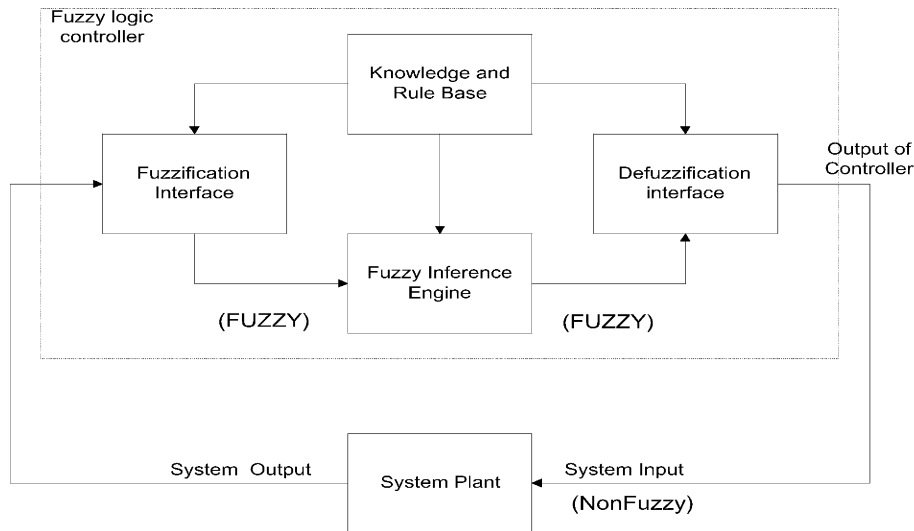 Fuzzy logic
controller
Knowledge and
Rule Base
Fuzzification
Interface
Defuzzification
interface
Output of
Controller
Fuzzy Inference
Engine
(FUZZY)
(FUZZY)
System Output
System Plant
System Input
(NonFuzzy)